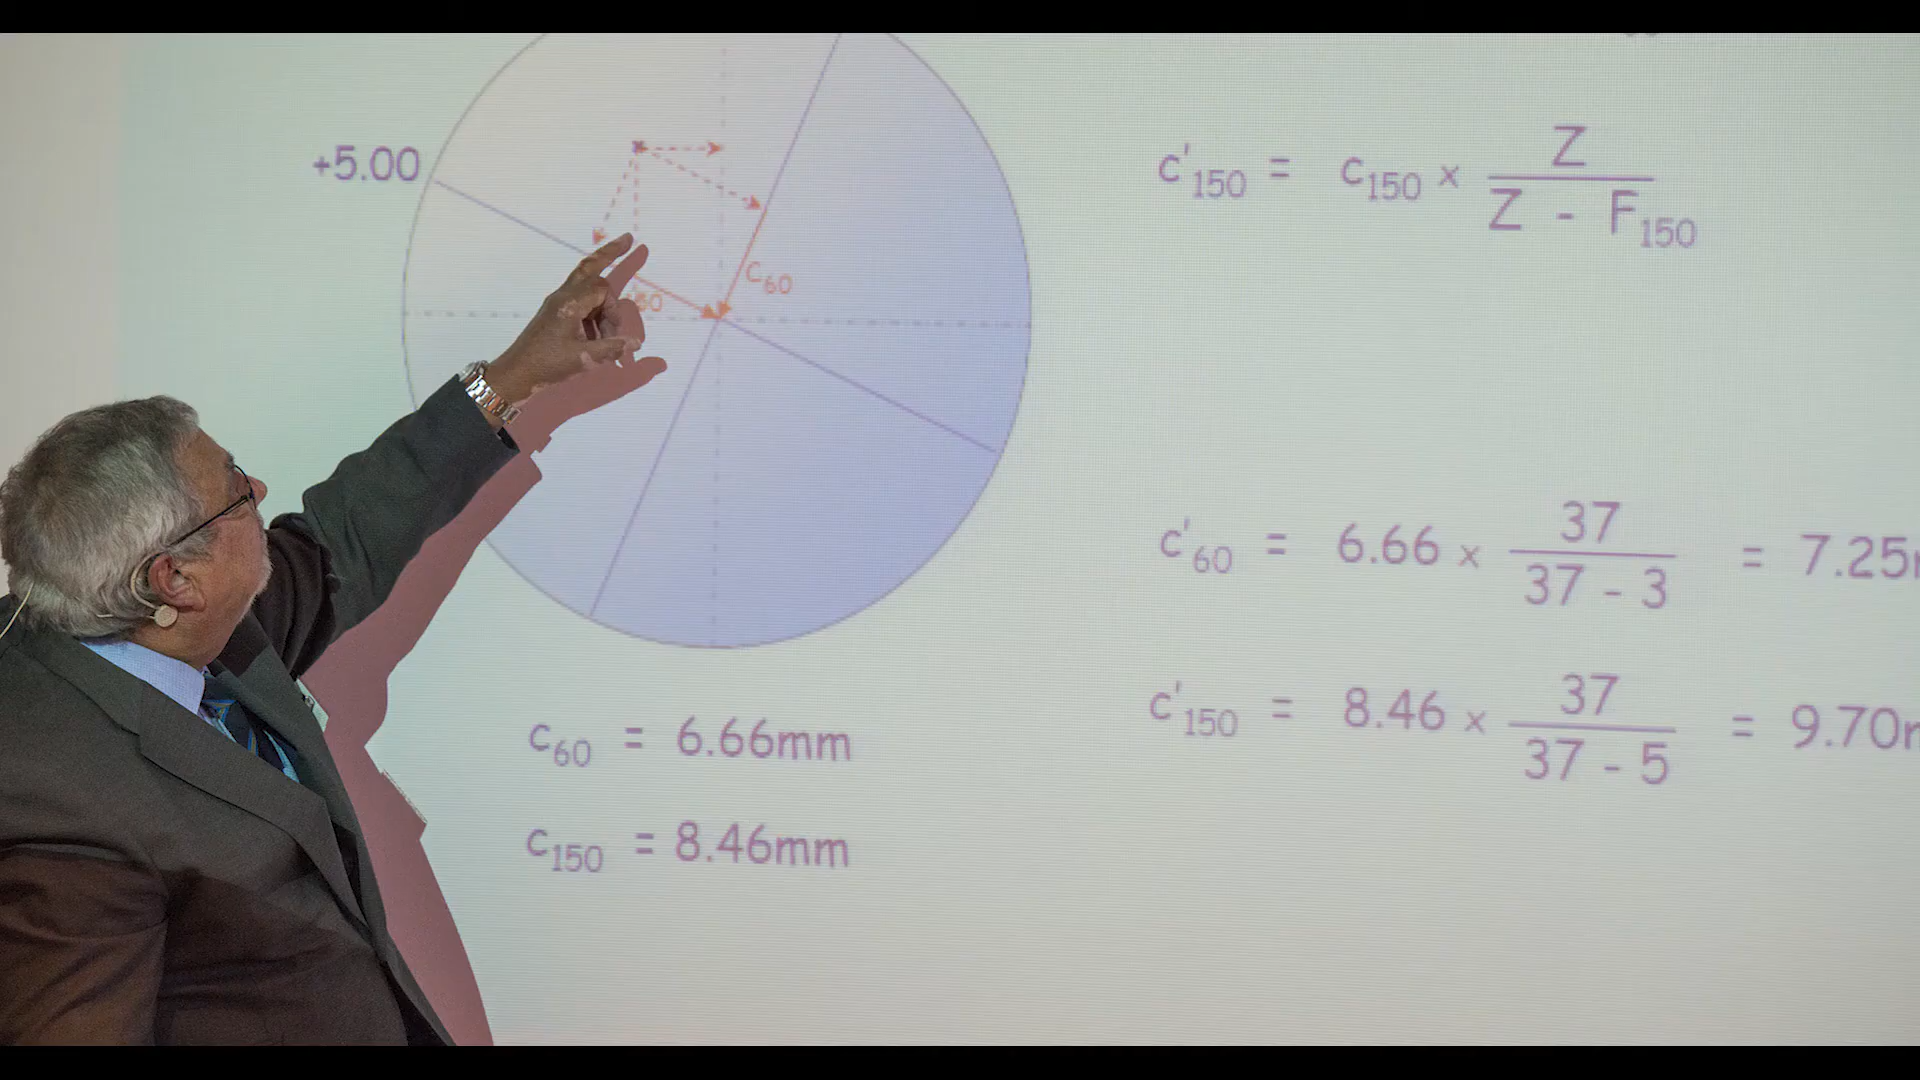 +5.00
C60
c'150 = c150 × Z / Z - F150
c'60 = 6.66 × 37 / 37 - 3 = 7.25
c'150 = 8.46 × 37 / 37 - 5 = 9.70
c60 = 6.66mm
c150 = 8.46mm